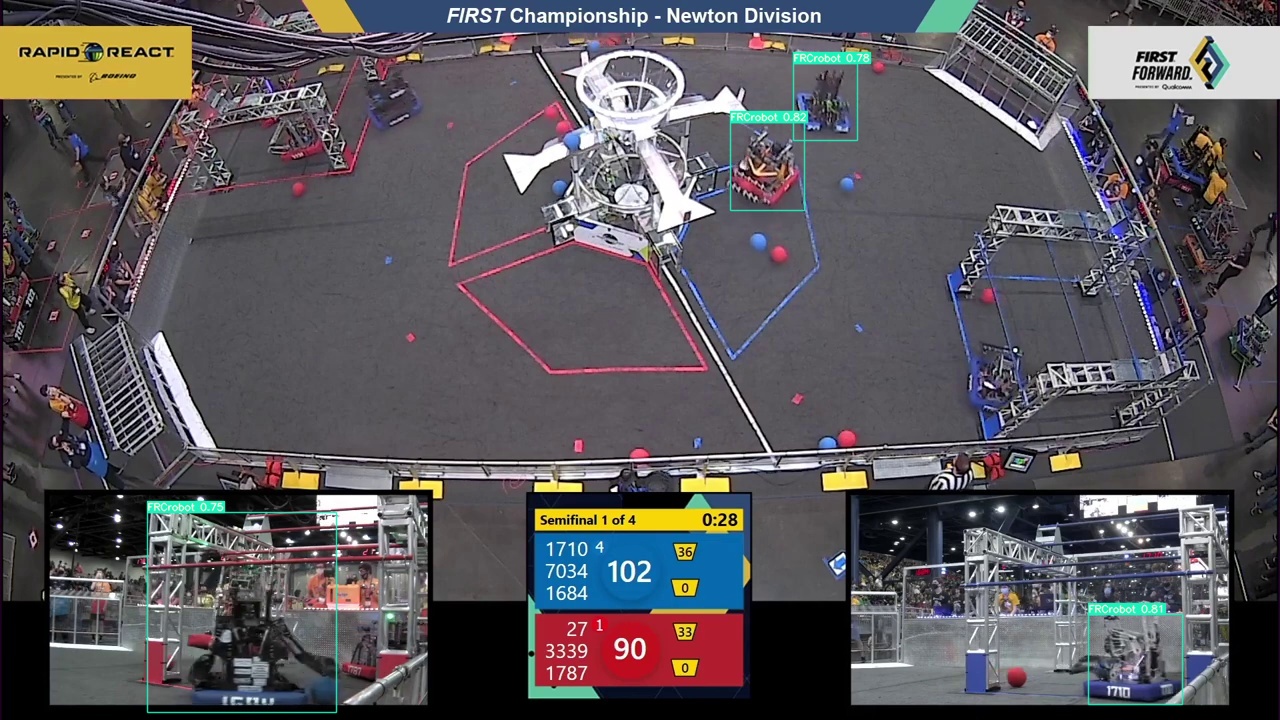 FIRST Championship - Newton Division
RAPID REACT
PRESENTED BY BOEING
FIRST
FORWARD.
PRESENTED BY Qualcomm
FRCrobot 0.78
FRCrobot 0.82
FRCrobot 0.75
FRCrobot 0.81
1710
Semifinal 1 of 4 0:28
1710 4
7034
1684
102
36
0
27 1
3339
1787
90
33
0